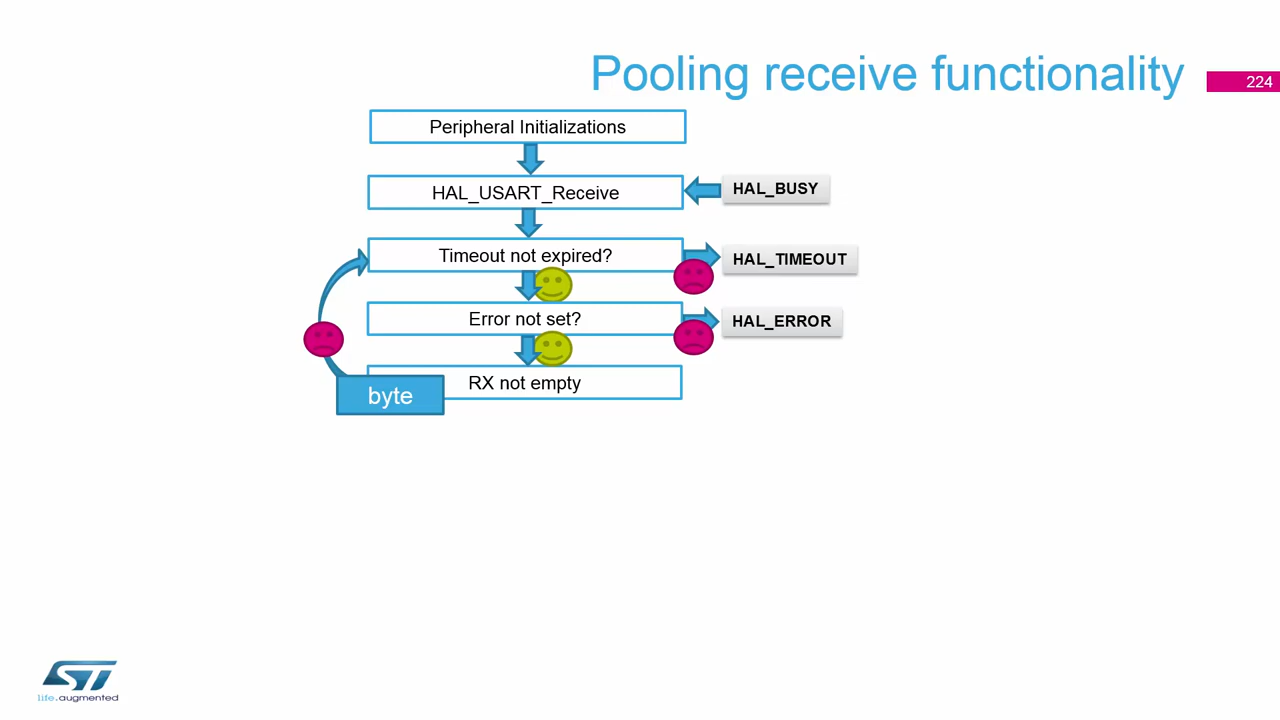 Pooling receive functionality
224
Peripheral Initializations
HAL_USART_Receive
HAL_BUSY
Timeout not expired?
HAL_TIMEOUT
Error not set?
HAL_ERROR
RX not empty
byte
ST
life.augmented